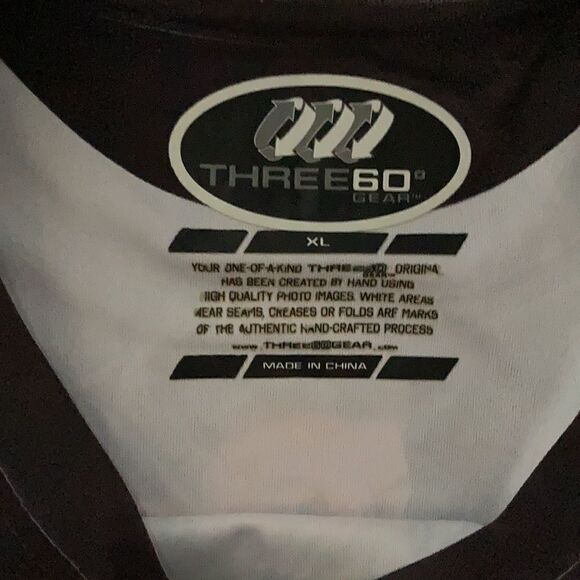 THREE60°
GEAR™
XL
YOUR ONE-OF-A-KIND THREE60 ORIGINA
GEAR™
HAS BEEN CREATED BY HAND USING
HIGH QUALITY PHOTO IMAGES. WHITE AREAS
NEAR SEAMS, CREASES OR FOLDS ARE MARKS
OF THE AUTHENTIC HAND-CRAFTED PROCESS
www.THREE60GEAR.com
MADE IN CHINA